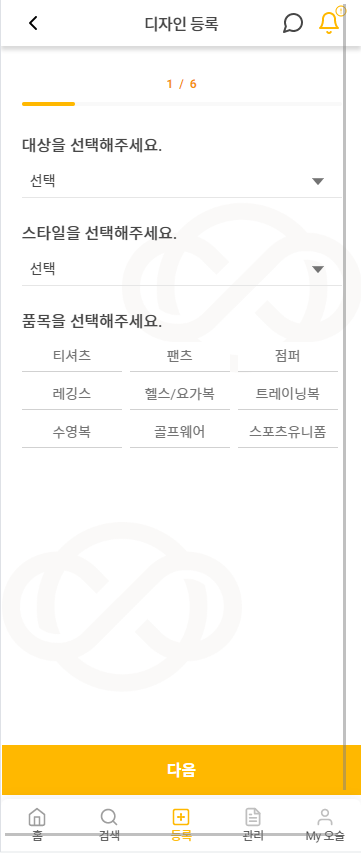 디자인 등록
1 / 6
대상을 선택해주세요.
선택
스타일을 선택해주세요.
선택
품목을 선택해주세요.
티셔츠 팬츠 점퍼
레깅스 헬스/요가복 트레이닝복
수영복 골프웨어 스포츠유니폼
다음
홈 검색 등록 관리 My 오슬